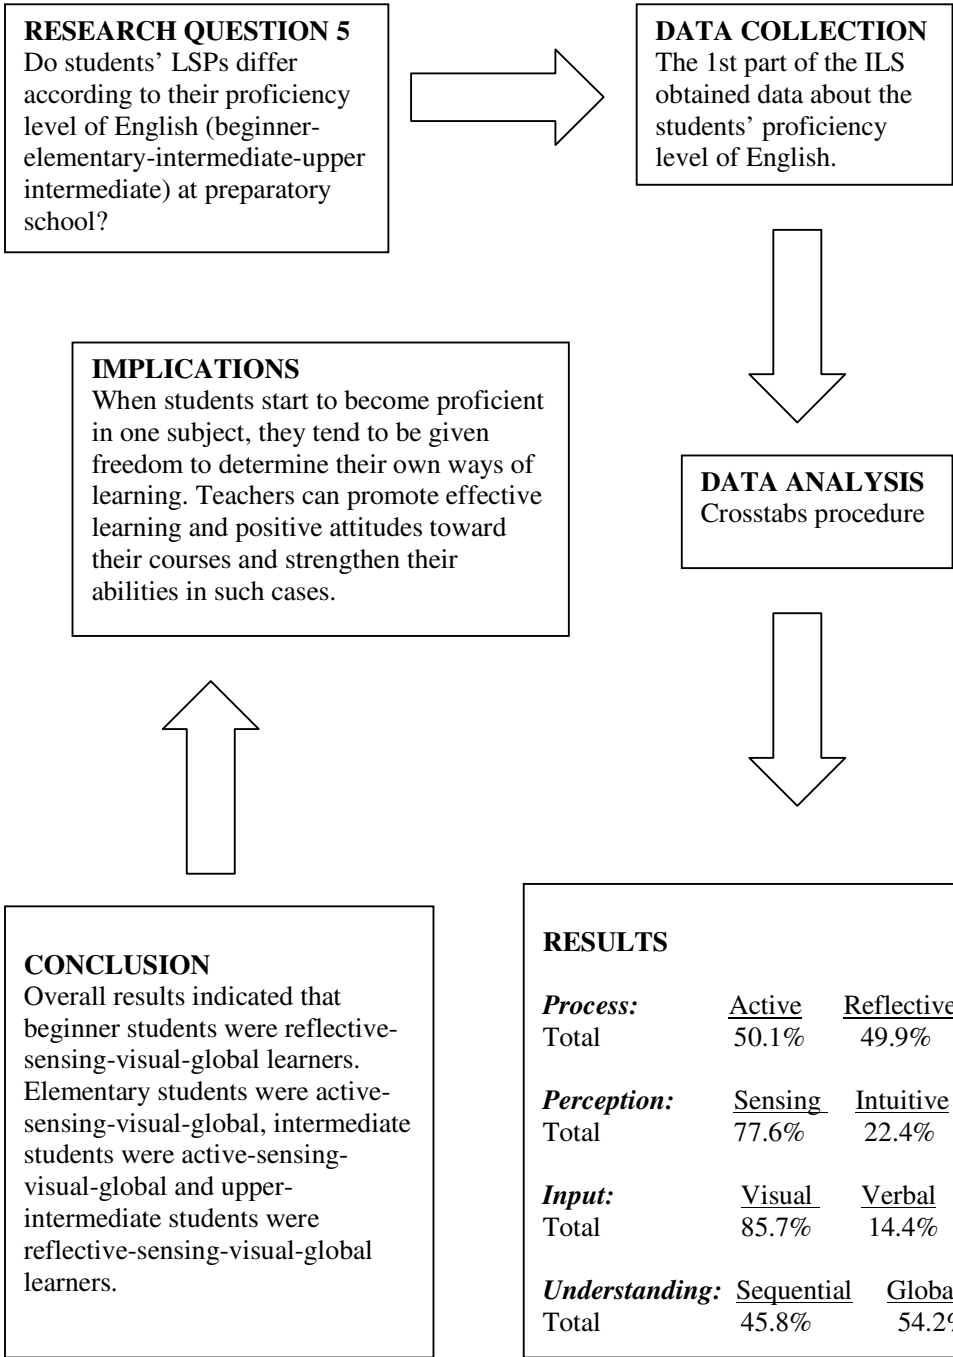 RESEARCH QUESTION 5
Do students’ LSPs differ
according to their proficiency
level of English (beginner-
elementary-intermediate-upper
intermediate) at preparatory
school?
DATA COLLECTION
The 1st part of the ILS
obtained data about the
students’ proficiency
level of English.
DATA ANALYSIS
Crosstabs procedure
RESULTS
Process: Active Reflective
Total 50.1% 49.9%
Perception: Sensing Intuitive
Total 77.6% 22.4%
Input: Visual Verbal
Total 85.7% 14.4%
Understanding: Sequential Globa
Total 45.8% 54.2%
CONCLUSION
Overall results indicated that
beginner students were reflective-
sensing-visual-global learners.
Elementary students were active-
sensing-visual-global, intermediate
students were active-sensing-
visual-global and upper-
intermediate students were
reflective-sensing-visual-global
learners.
IMPLICATIONS
When students start to become proficient
in one subject, they tend to be given
freedom to determine their own ways of
learning. Teachers can promote effective
learning and positive attitudes toward
their courses and strengthen their
abilities in such cases.